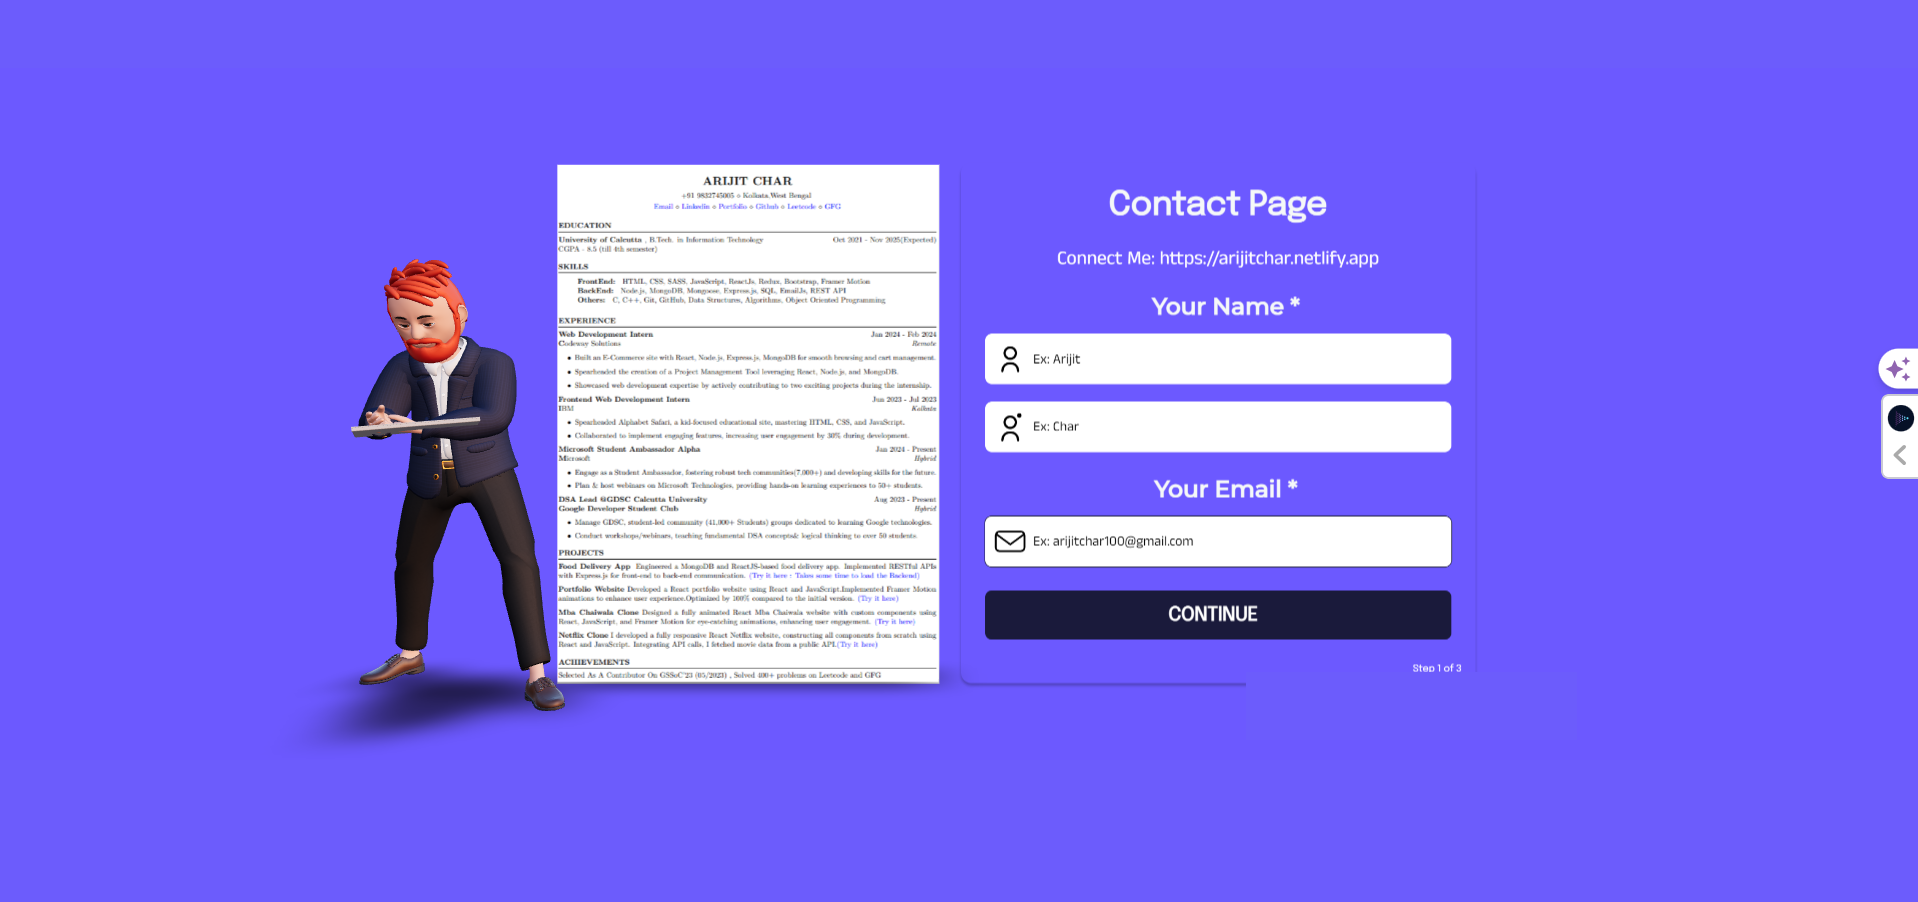 ARIJIT CHAR
+91 9832745005 ⋄ Kolkata,West Bengal
Email ⋄ Linkedin ⋄ Portfolio ⋄ Github ⋄ Leetcode ⋄ GFG
EDUCATION
University of Calcutta , B.Tech. in Information Technology Oct 2021 - Nov 2025(Expected)
CGPA - 8.5 (till 4th semester)
SKILLS
FrontEnd: HTML, CSS, SASS, JavaScript, ReactJs, Redux, Bootstrap, Framer Motion
BackEnd: Node.js, MongoDB, Mongoose, Express.js, SQL, EmailJs, REST API
Others: C, C++, Git, GitHub, Data Structures, Algorithms, Object Oriented Programming
EXPERIENCE
Web Development Intern Jan 2024 - Feb 2024
Codeway Solutions Remote
• Built an E-Commerce site with React, Node.js, Express.js, MongoDB for smooth browsing and cart management.
• Spearheaded the creation of a Project Management Tool leveraging React, Node.js, and MongoDB.
• Showcased web development expertise by actively contributing to two exciting projects during the internship.
Frontend Web Development Intern Jun 2023 - Jul 2023
IBM Kolkata
• Spearheaded Alphabet Safari, a kid-focused educational site, mastering HTML, CSS, and JavaScript.
• Collaborated to implement engaging features, increasing user engagement by 30% during development.
Microsoft Student Ambassador Alpha Jan 2024 - Present
Microsoft Hybrid
• Engage as a Student Ambassador, fostering robust tech communities(7,000+) and developing skills for the future.
• Plan & host webinars on Microsoft Technologies, providing hands-on learning experiences to 50+ students.
DSA Lead @GDSC Calcutta University Aug 2023 - Present
Google Developer Student Club Hybrid
• Manage GDSC, student-led community (41,000+ Students) groups dedicated to learning Google technologies.
• Conduct workshops/webinars, teaching fundamental DSA concepts& logical thinking to over 50 students.
PROJECTS
Food Delivery App Engineered a MongoDB and ReactJS-based food delivery app. Implemented RESTful APIs
with Express.js for front-end to back-end communication. (Try it here : Takes some time to load the Backend)
Portfolio Website Developed a React portfolio website using React and JavaScript.Implemented Framer Motion
animations to enhance user experience.Optimized by 100% compared to the initial version. (Try it here)
Mba Chaiwala Clone Designed a fully animated React Mba Chaiwala website with custom components using
React, JavaScript, and Framer Motion for eye-catching animations, enhancing user engagement. (Try it here)
Netflix Clone I developed a fully responsive React Netflix website, constructing all components from scratch using
React and JavaScript. Integrating API calls, I fetched movie data from a public API.(Try it here)
ACHIEVEMENTS
Selected As A Contributor On GSSoC'23 (05/2023) , Solved 400+ problems on Leetcode and GFG
Contact Page
Connect Me: https://arijitchar.netlify.app
Your Name *
Ex: Arijit
Ex: Char
Your Email *
Ex: arijitchar100@gmail.com
CONTINUE
Step 1 of 3